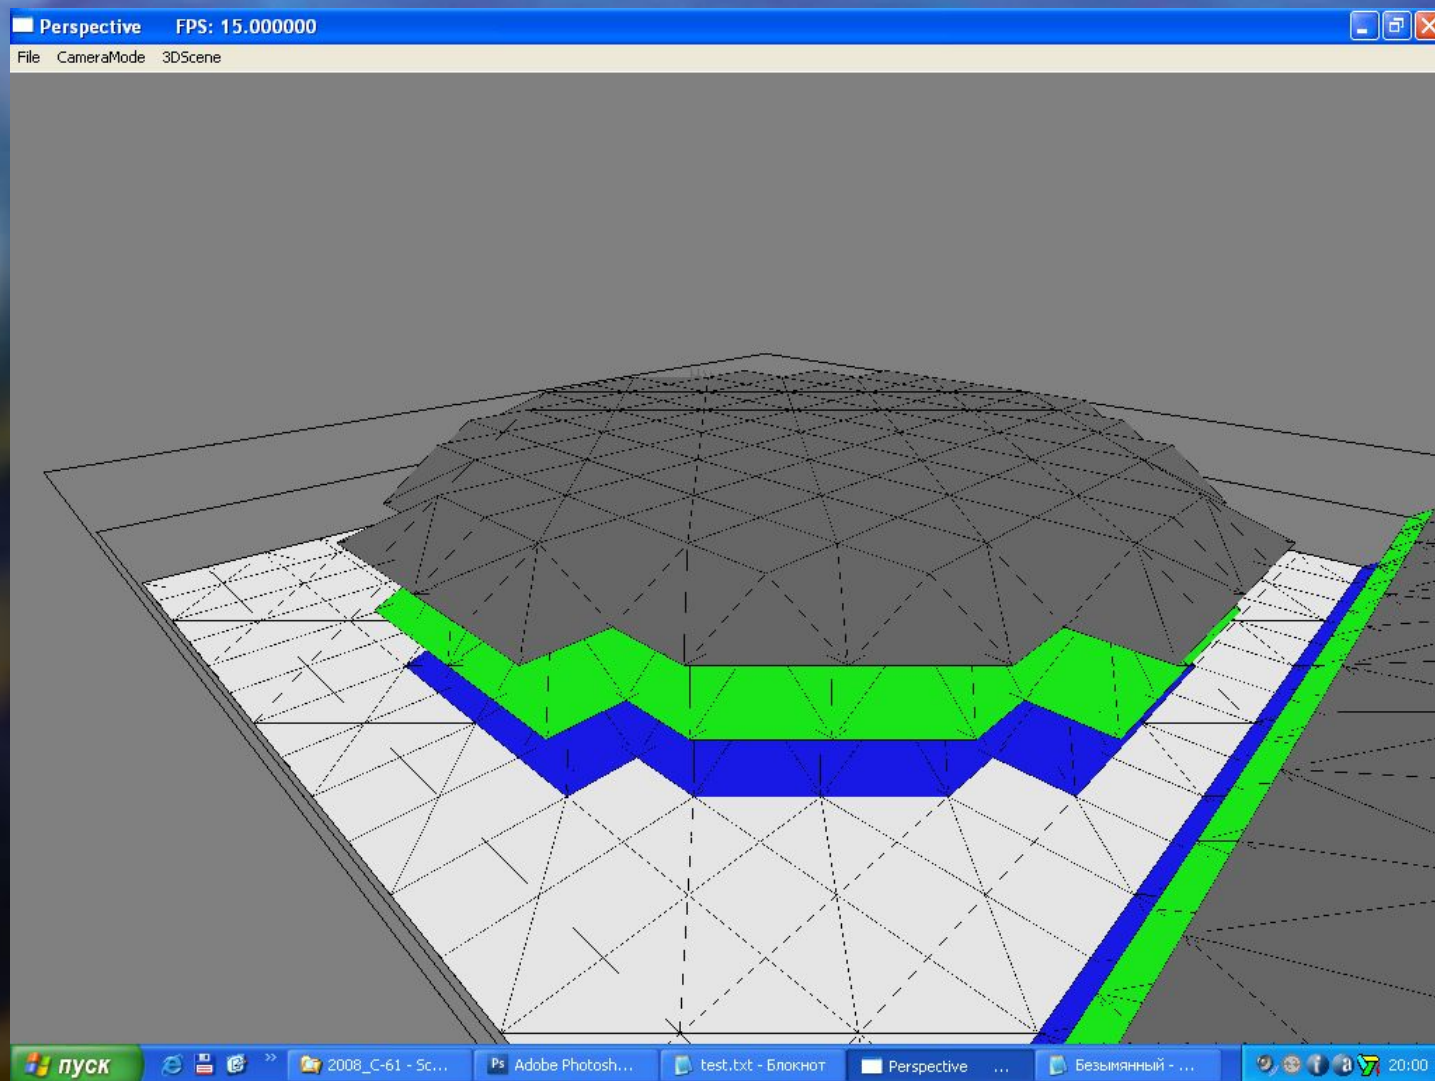 Perspective FPS: 15.000000
File CameraMode 3DScene
пуск
2008_C-61 - Sc...
Adobe Photosh...
test.txt - Блокнот
Perspective ...
Безымянный - ...
20:00